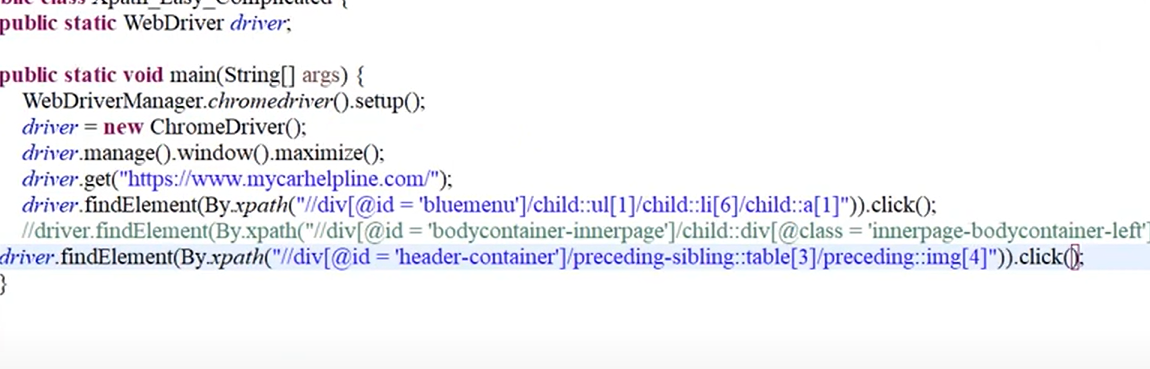 public class Xpath_Easy_Complicated {
public static WebDriver driver;
public static void main(String[] args) {
WebDriverManager.chromedriver().setup();
driver = new ChromeDriver();
driver.manage().window().maximize();
driver.get("https://www.mycarhelpline.com/");
driver.findElement(By.xpath("//div[@id = 'bluemenu']/child::ul[1]/child::li[6]/child::a[1]")).click();
//driver.findElement(By.xpath("//div[@id = 'bodycontainer-innerpage']/child::div[@class = 'innerpage-bodycontainer-left']
driver.findElement(By.xpath("//div[@id = 'header-container']/preceding-sibling::table[3]/preceding::img[4]")).click();
}